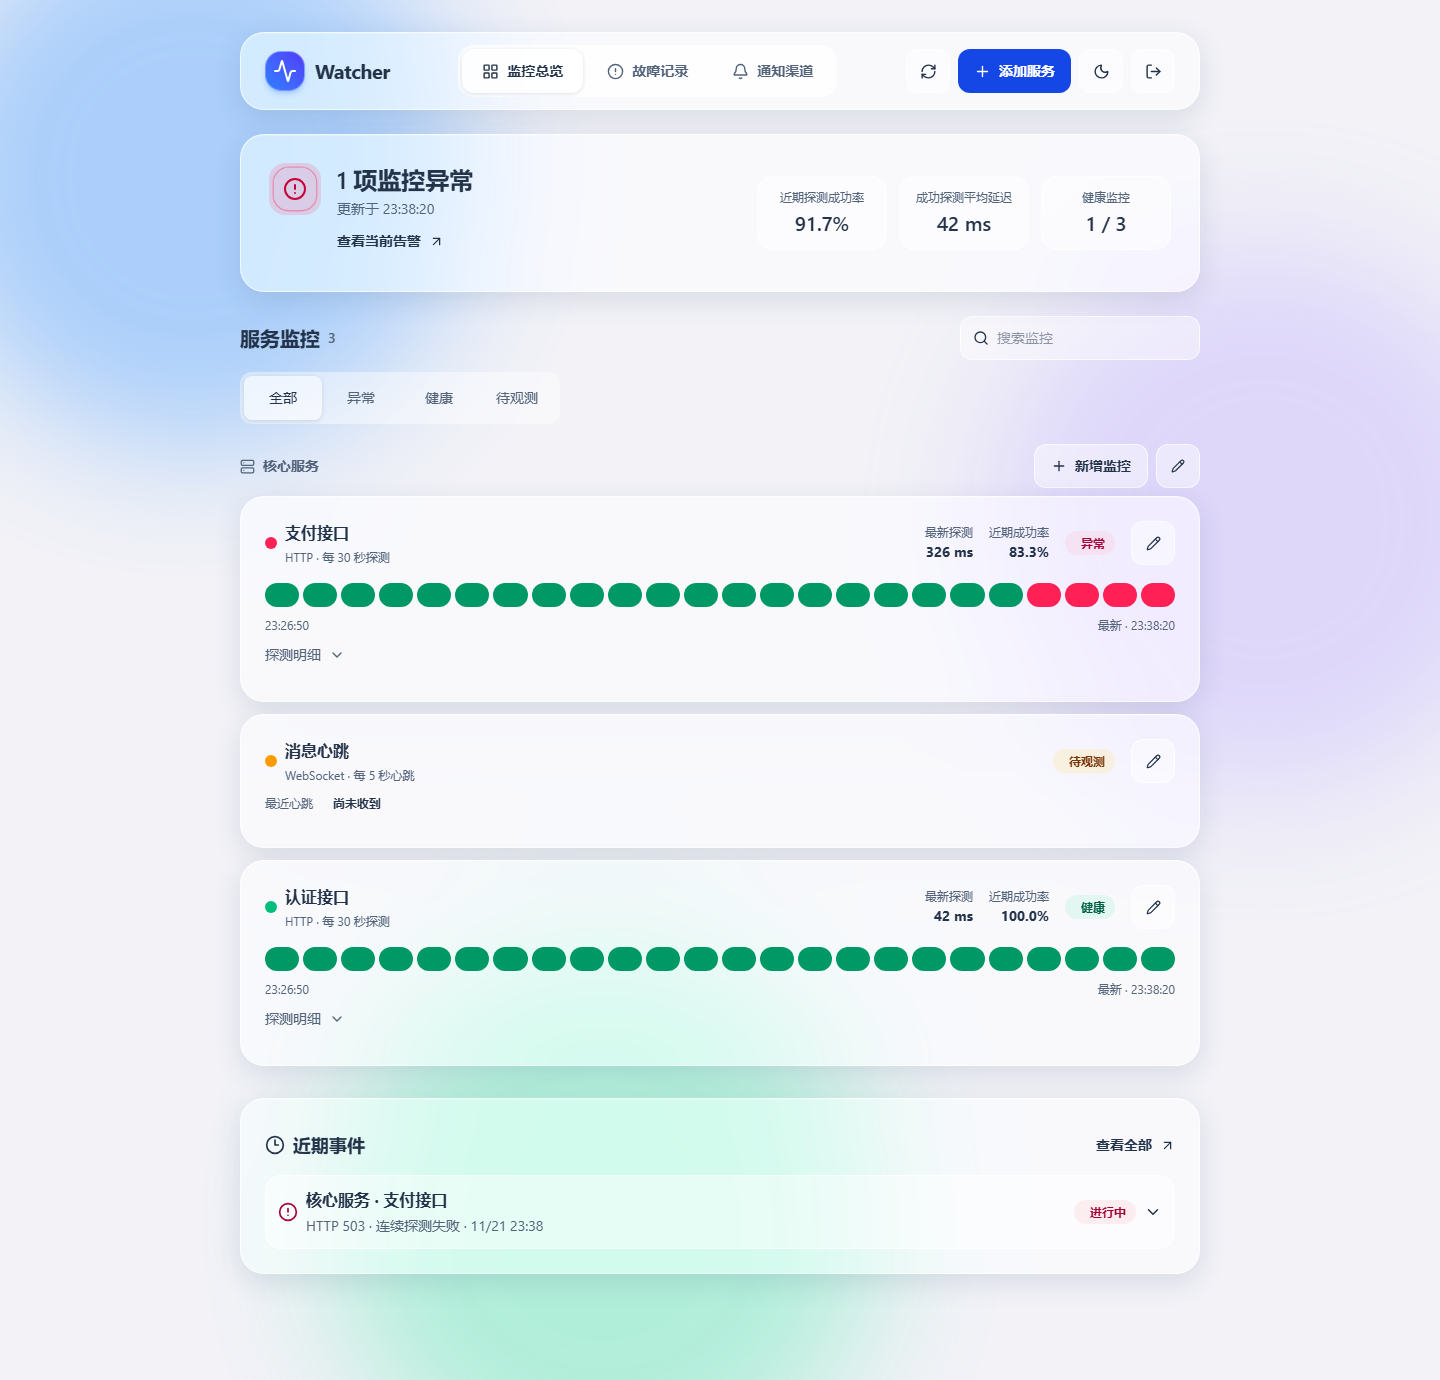 Watcher
监控总览
故障记录
通知渠道
添加服务
1 项监控异常
更新于 23:38:20
查看当前告警
近期探测成功率
91.7%
成功探测平均延迟
42 ms
健康监控
1 / 3
服务监控 3
搜索监控
全部
异常
健康
待观测
核心服务
新增监控
支付接口
HTTP · 每 30 秒探测
最新探测
326 ms
近期成功率
83.3%
异常
23:26:50
最新 · 23:38:20
探测明细
消息心跳
WebSocket · 每 5 秒心跳
待观测
最近心跳 尚未收到
认证接口
HTTP · 每 30 秒探测
最新探测
42 ms
近期成功率
100.0%
健康
23:26:50
最新 · 23:38:20
探测明细
近期事件
查看全部
核心服务 · 支付接口
HTTP 503 · 连续探测失败 · 11/21 23:38
进行中